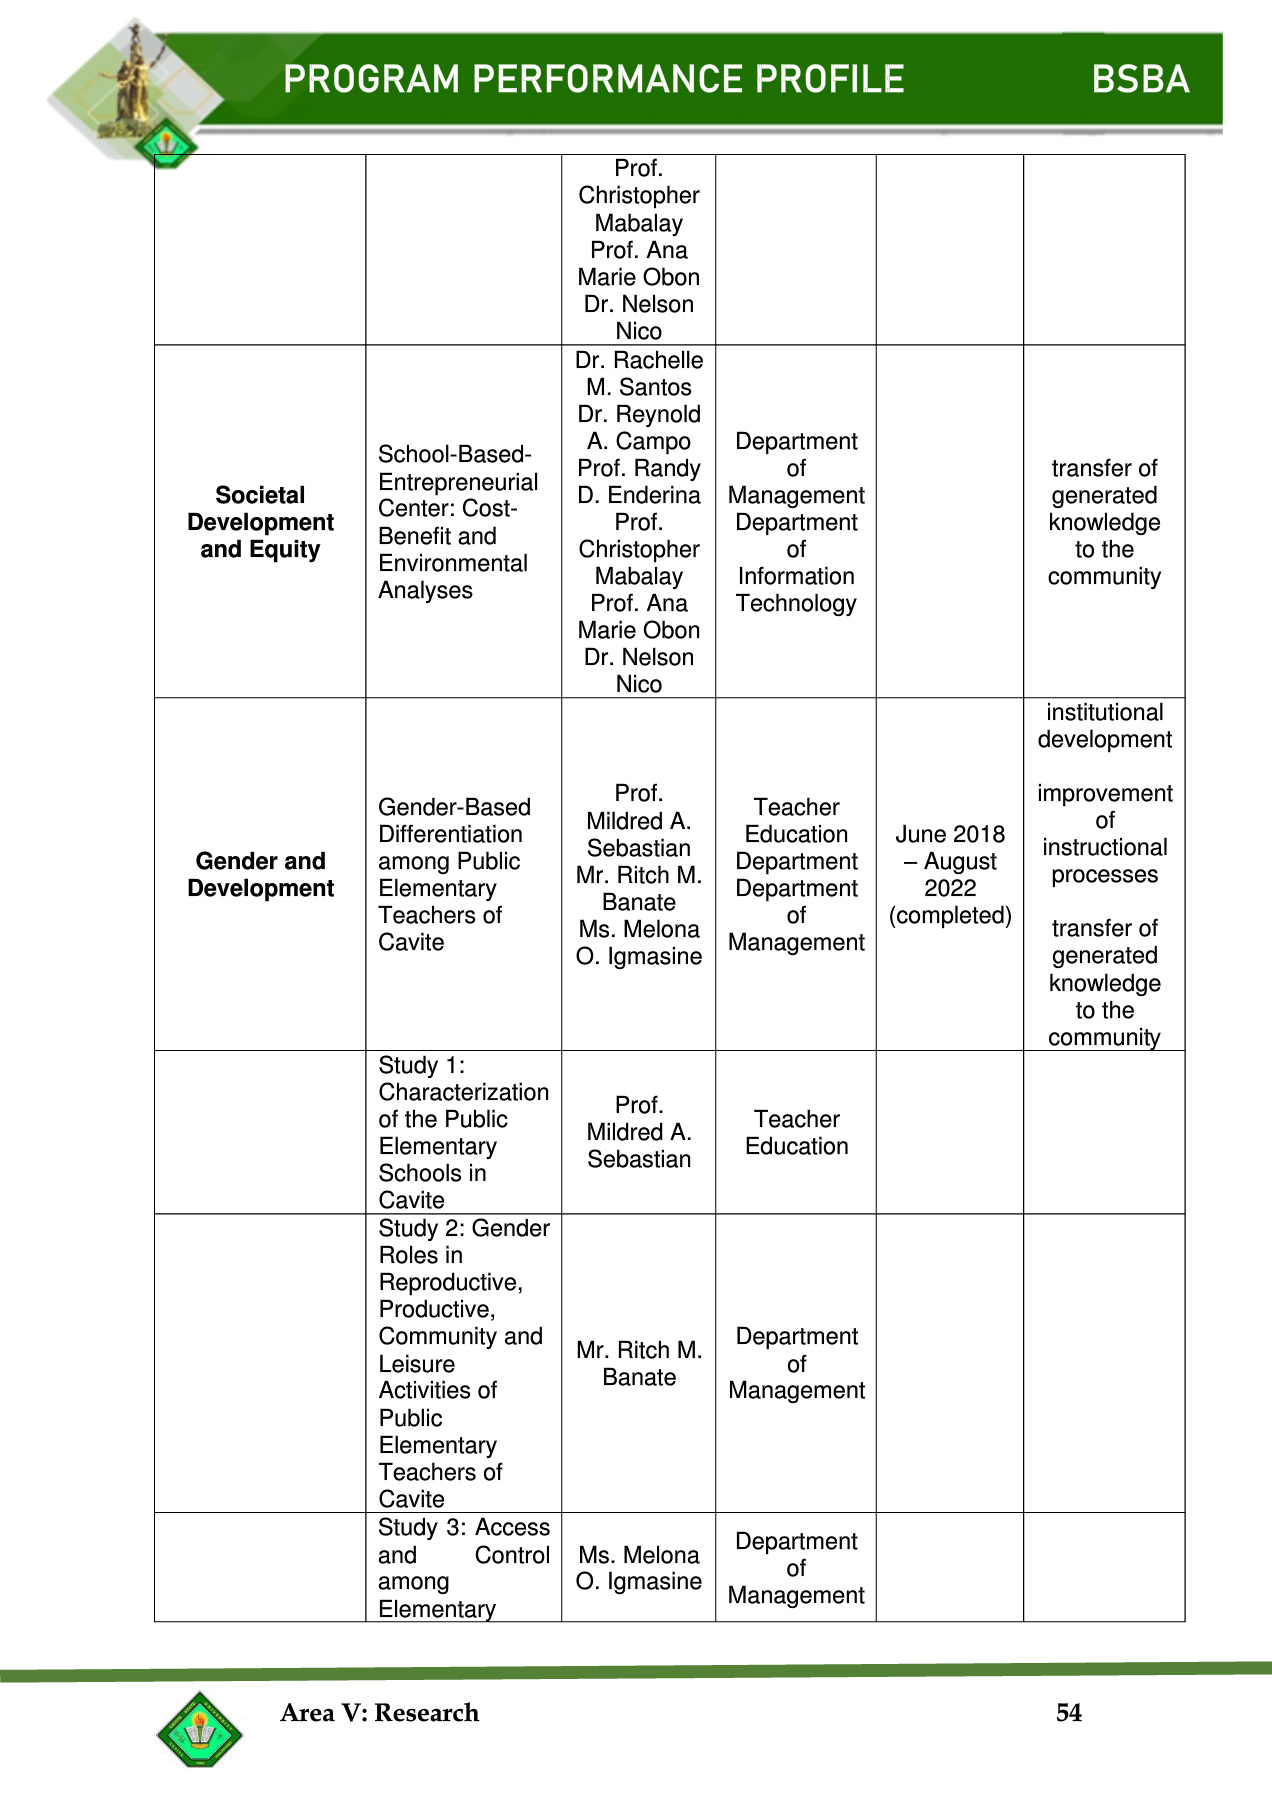 PROGRAM PERFORMANCE PROFILE BSBA
Prof.
Christopher
Mabalay
Prof. Ana
Marie Obon
Dr. Nelson
Nico
Societal
Development
and Equity
School-Based-
Entrepreneurial
Center: Cost-
Benefit and
Environmental
Analyses
Dr. Rachelle
M. Santos
Dr. Reynold
A. Campo
Prof. Randy
D. Enderina
Prof.
Christopher
Mabalay
Prof. Ana
Marie Obon
Dr. Nelson
Nico
Department
of
Management
Department
of
Information
Technology
transfer of
generated
knowledge
to the
community
Gender and
Development
Gender-Based
Differentiation
among Public
Elementary
Teachers of
Cavite
Prof.
Mildred A.
Sebastian
Mr. Ritch M.
Banate
Ms. Melona
O. Igmasine
Teacher
Education
Department
Department
of
Management
June 2018
– August
2022
(completed)
institutional
development
improvement
of
instructional
processes
transfer of
generated
knowledge
to the
community
Study 1:
Characterization
of the Public
Elementary
Schools in
Cavite
Prof.
Mildred A.
Sebastian
Teacher
Education
Study 2: Gender
Roles in
Reproductive,
Productive,
Community and
Leisure
Activities of
Public
Elementary
Teachers of
Cavite
Mr. Ritch M.
Banate
Department
of
Management
Study 3: Access
and Control
among
Elementary
Ms. Melona
O. Igmasine
Department
of
Management
Area V: Research 54